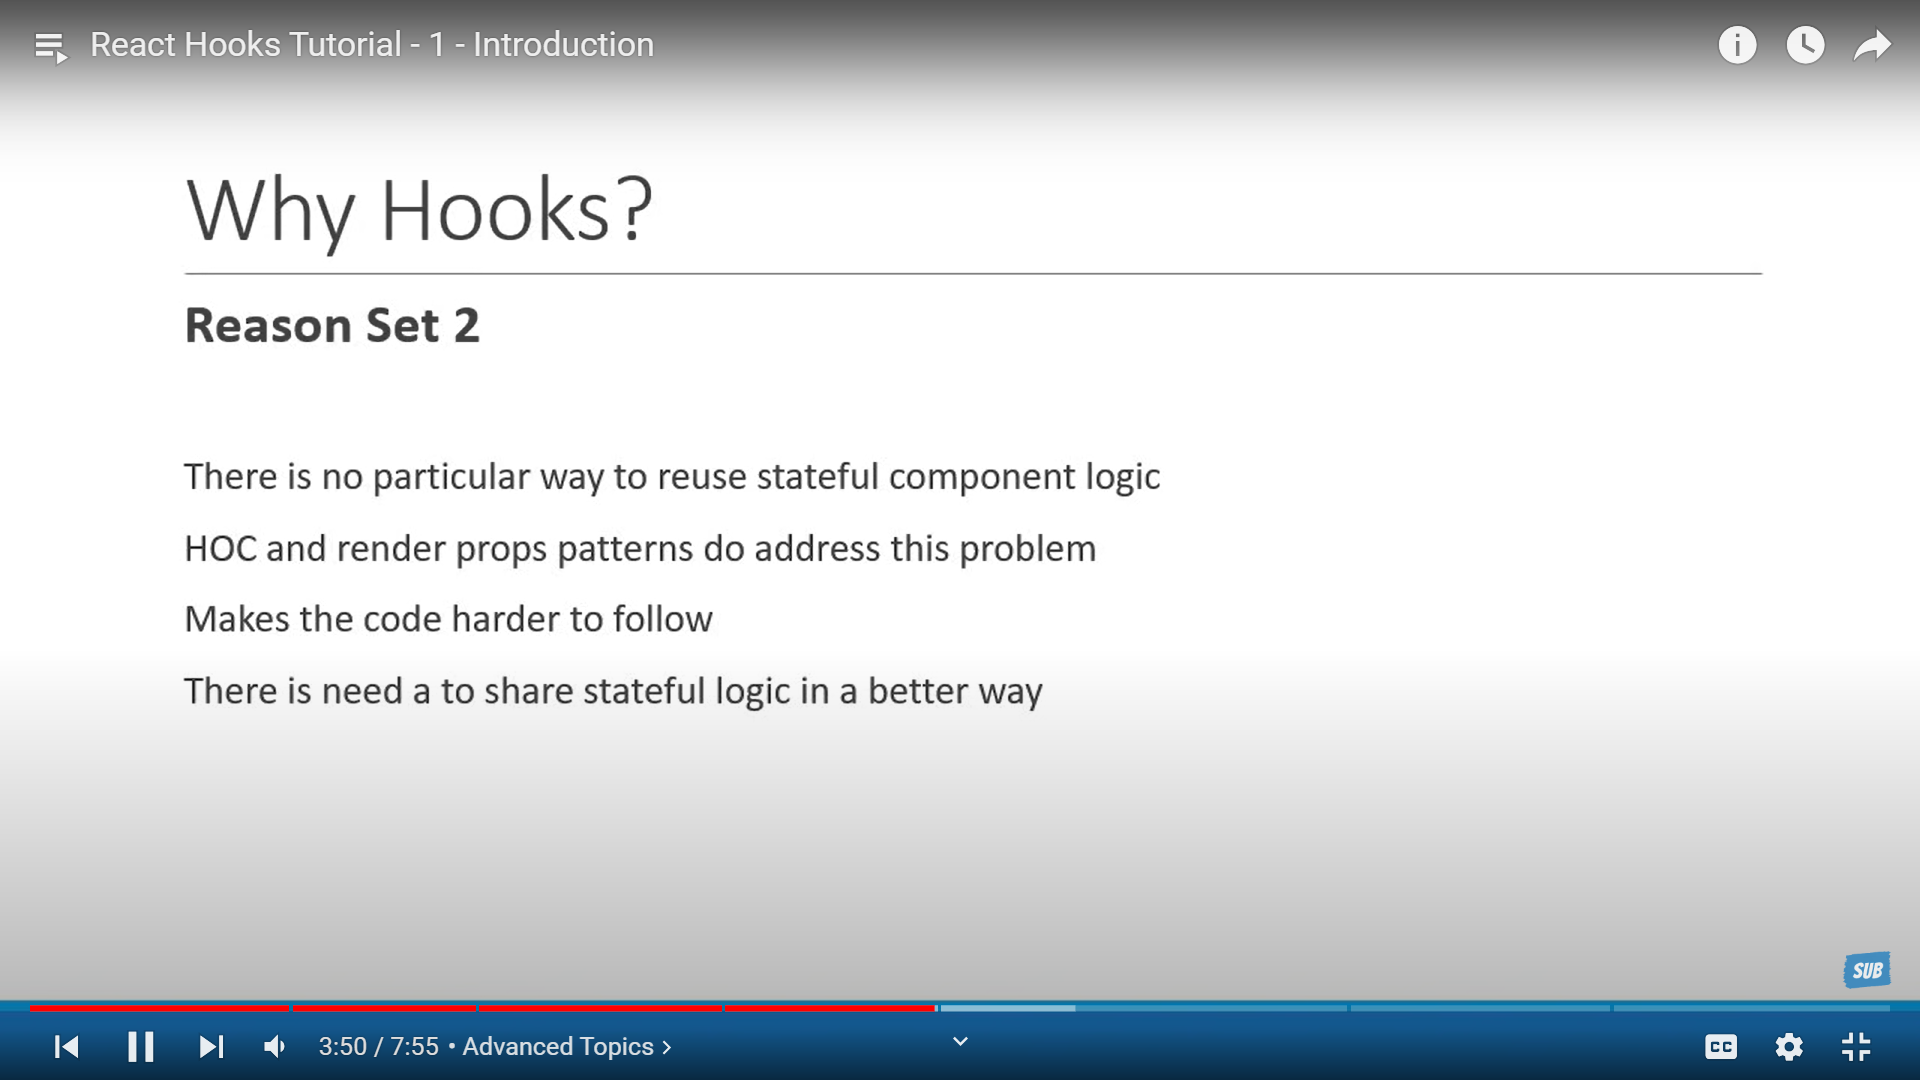 React Hooks Tutorial - 1 - Introduction
Why Hooks?
Reason Set 2
There is no particular way to reuse stateful component logic
HOC and render props patterns do address this problem
Makes the code harder to follow
There is need a to share stateful logic in a better way
SUB
3:50 / 7:55 • Advanced Topics >
CC